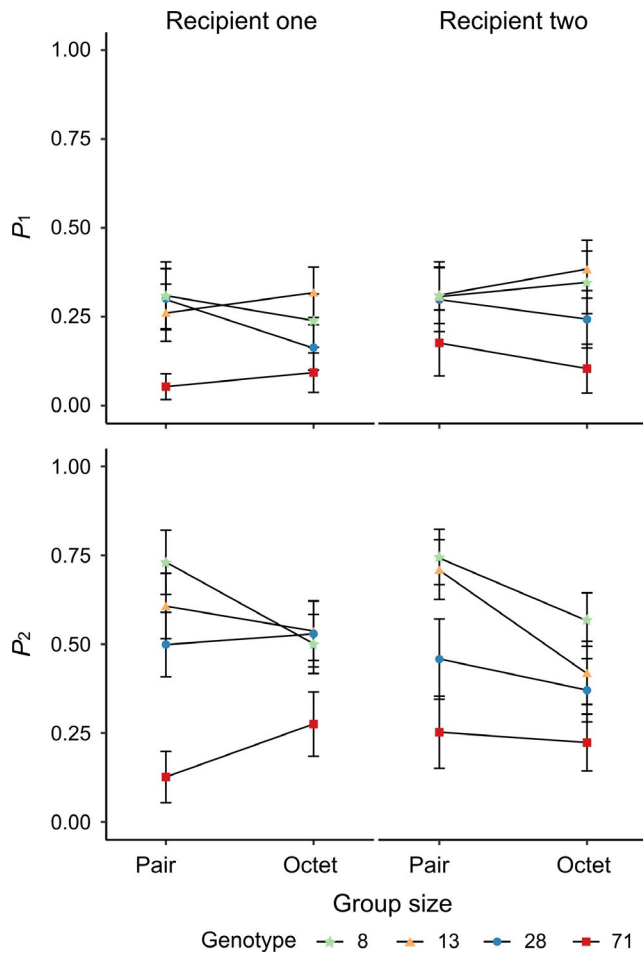 Recipient one Recipient two
1.00
0.75
0.50
0.25
0.00
P1
1.00
0.75
0.50
0.25
0.00
P2
Pair Octet Pair Octet
Group size
Genotype 8 13 28 71